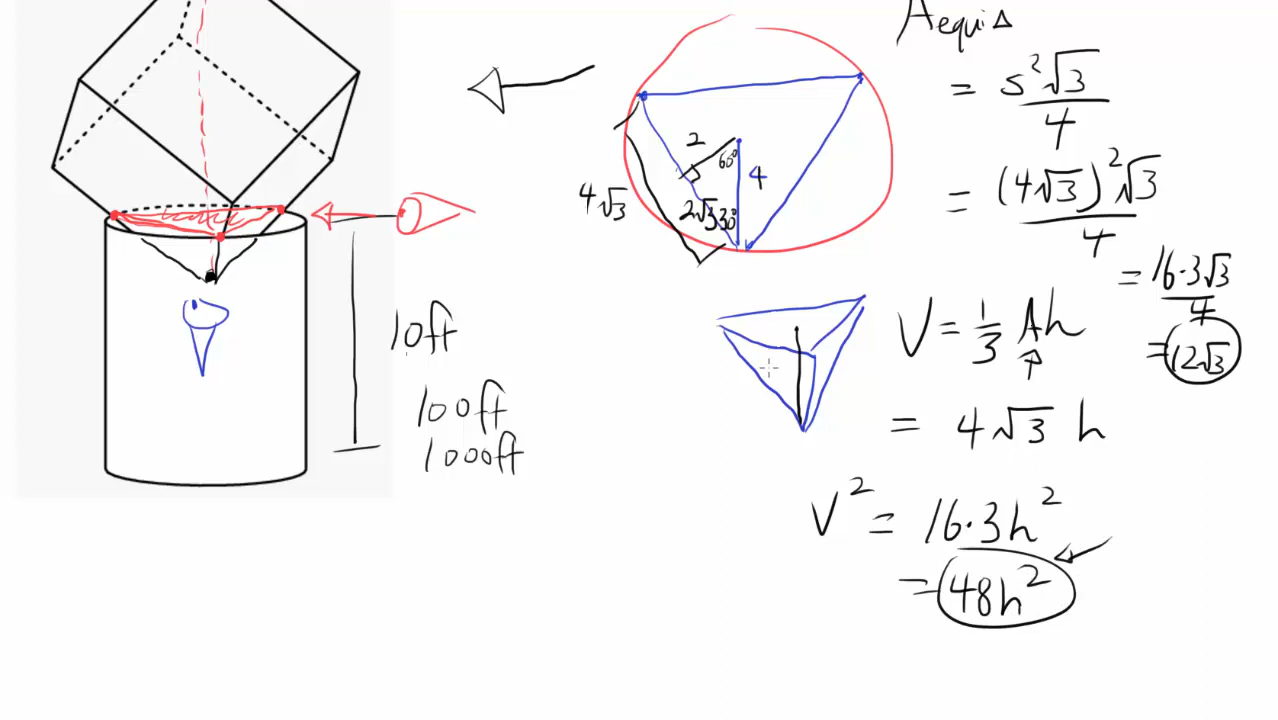 A equi △
= s²√3 / 4
= (4√3)²√3 / 4
= 16·3√3 / 4
= 12√3
2
60°
4
4√3
2√3
30°
10ft
100ft
1000ft
V = 1/3 Ah
= 4√3 h
V² = 16·3h²
= 48h²